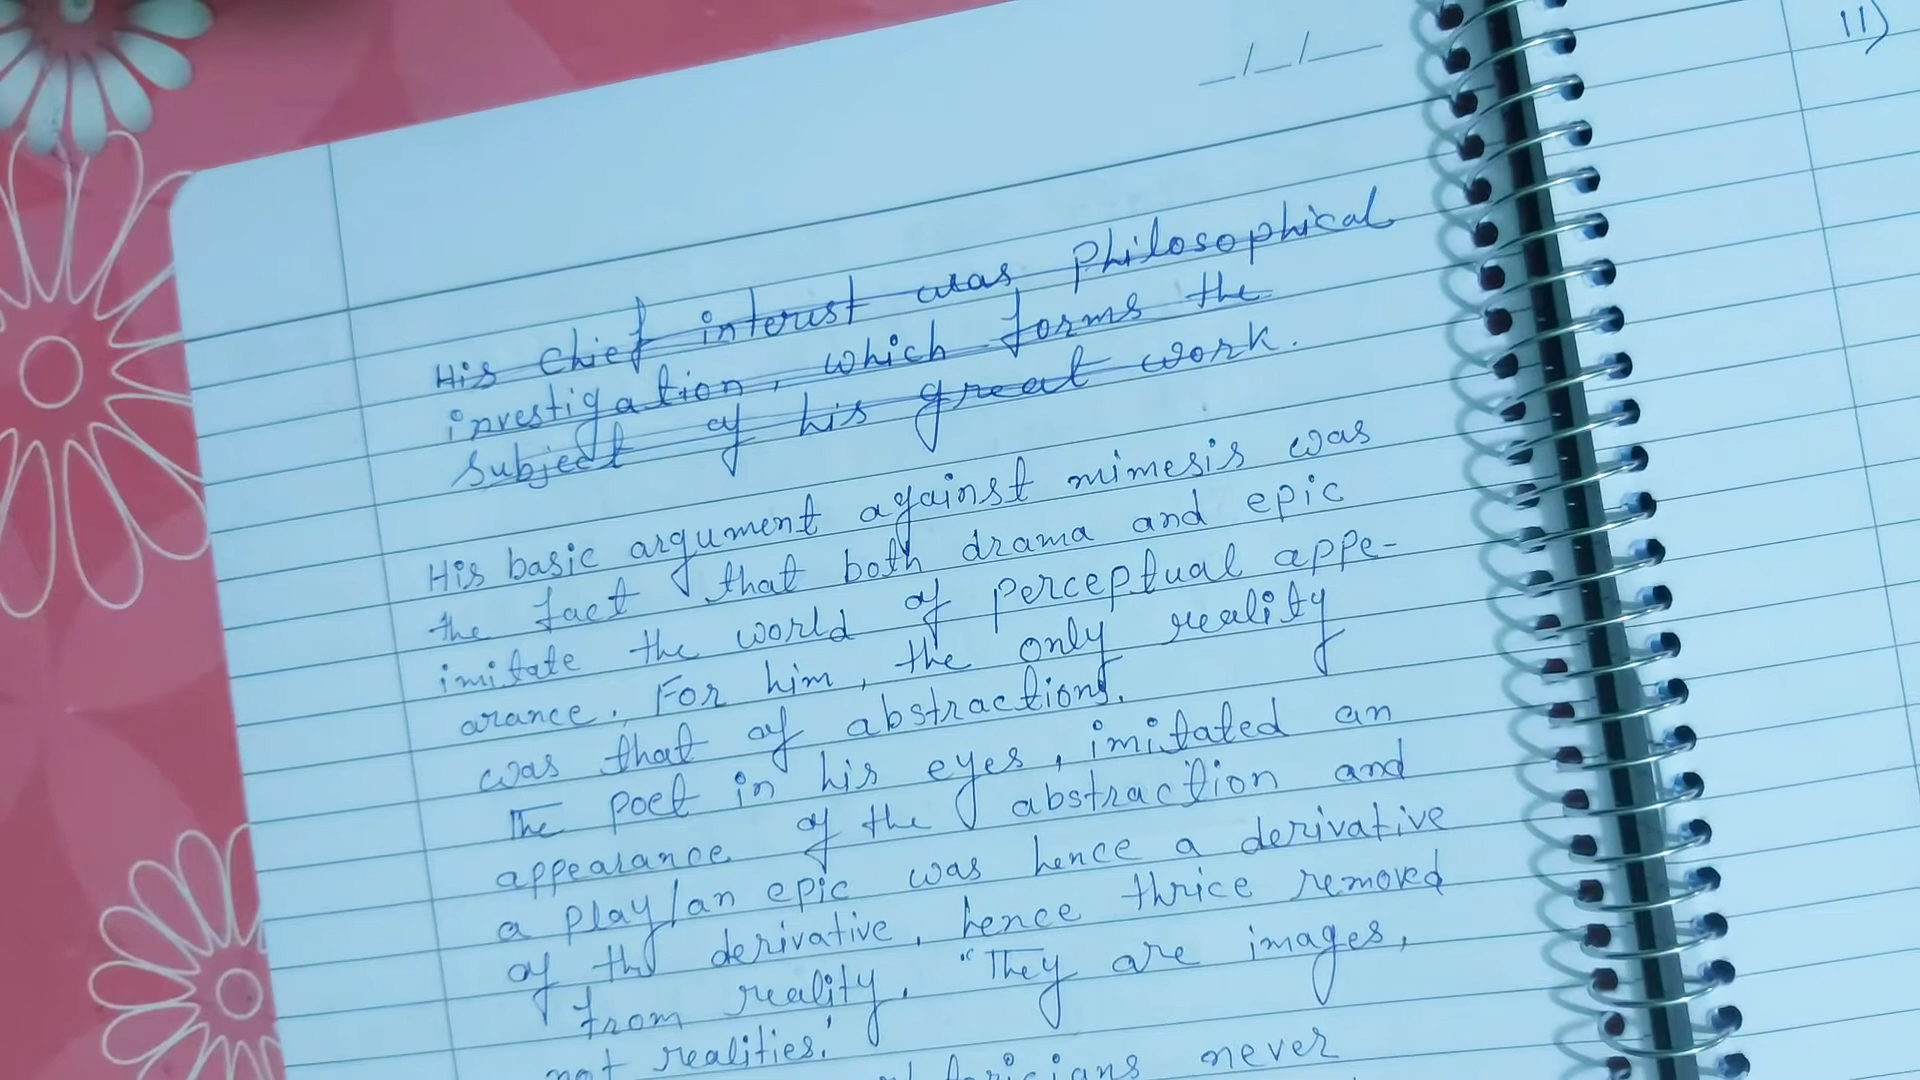 11)
His chief interest was Philosophical
investigation, which forms the
subject of his great work.
His basic argument against mimesis was
the fact that both drama and epic
imitate the world of perceptual appe-
arance. For him, the only reality
was that of abstractions.
The poet in his eyes, imitated an
appearance of the abstraction and
a play/an epic was hence a derivative
of the derivative, hence thrice removed
from reality. "They are images,
not realities.'
never